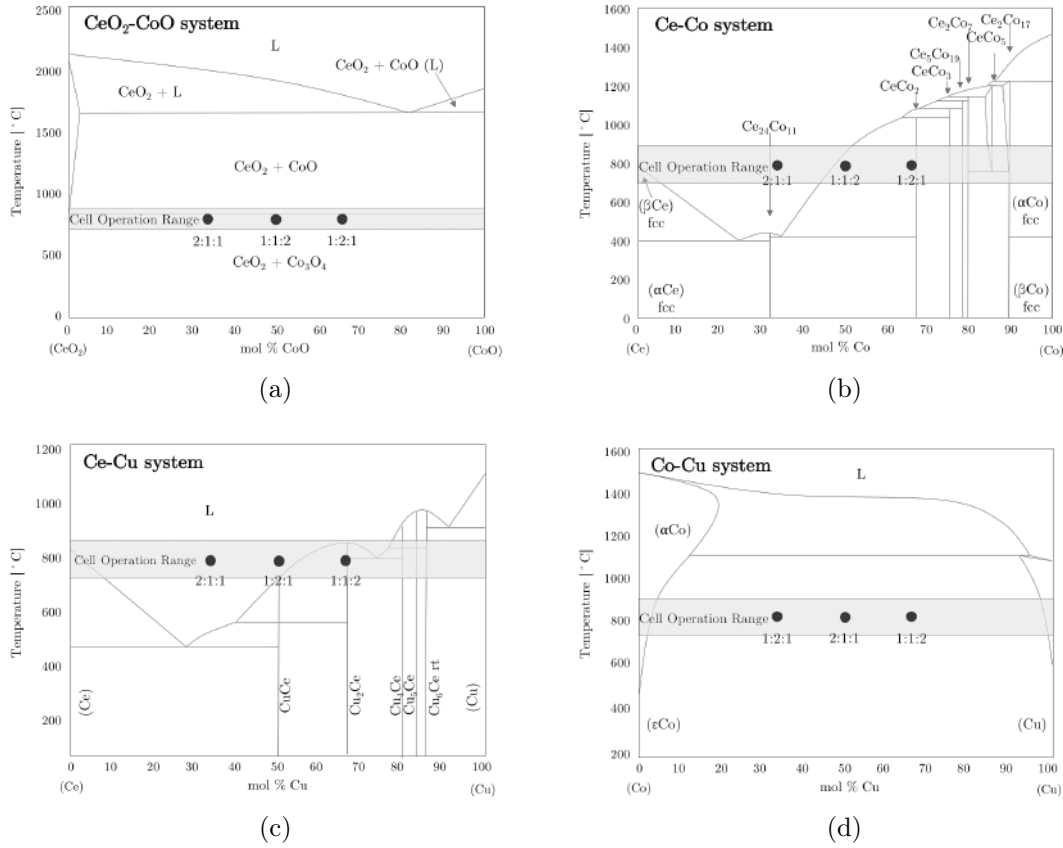 CeO₂-CoO system
L
CeO₂ + CoO (L)
CeO₂ + L
CeO₂ + CoO
Cell Operation Range
2:1:1 1:1:2 1:2:1
CeO₂ + Co₃O₄
Temperature [°C]
2500
2000
1500
1000
500
0
0 10 20 30 40 50 60 70 80 90 100
(CeO₂) mol % CoO (CoO)
(a)
Ce-Co system
Ce₂Co₇ Ce₂Co₁₇
Ce₅Co₁₉ CeCo₅
CeCo₃
CeCo₂
Ce₂₄Co₁₁
Cell Operation Range
2:1:1 1:1:2 1:2:1
(βCe)
fcc
(αCo)
fcc
(αCe)
fcc
(βCo)
fcc
Temperature [°C]
1600
1400
1200
1000
800
600
400
200
0
0 10 20 30 40 50 60 70 80 90 100
(Ce) mol % Co (Co)
(b)
Ce-Cu system
L
Cell Operation Range
2:1:1 1:2:1 1:1:2
(Ce)
CuCe
Cu₂Ce
Cu₄Ce
Cu₅Ce
Cu₆Ce rt
(Cu)
Temperature [°C]
1200
1000
800
600
400
200
0 10 20 30 40 50 60 70 80 90 100
(Ce) mol % Cu (Cu)
(c)
Co-Cu system
L
(αCo)
Cell Operation Range
1:2:1 2:1:1 1:1:2
(εCo) (Cu)
Temperature [°C]
1600
1400
1200
1000
800
600
400
200
0 10 20 30 40 50 60 70 80 90 100
(Co) mol % Cu (Cu)
(d)